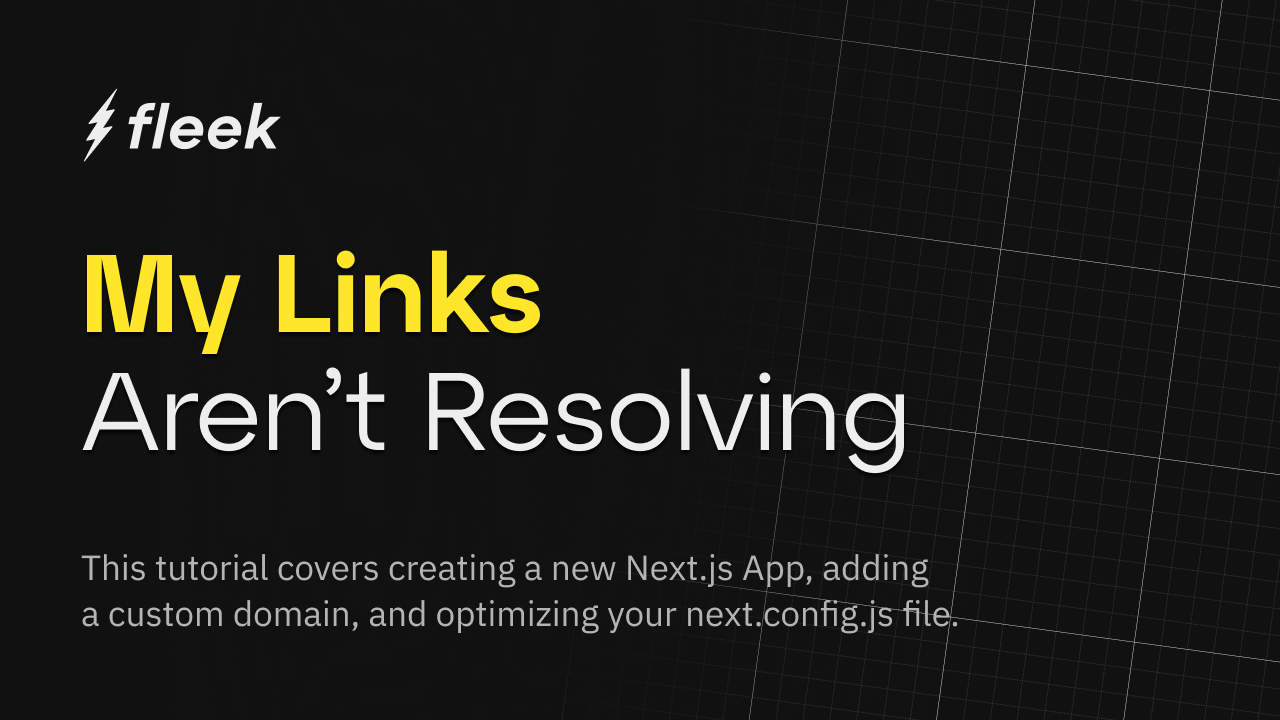 fleek
My Links
Aren’t Resolving
This tutorial covers creating a new Next.js App, adding
a custom domain, and optimizing your next.config.js file.